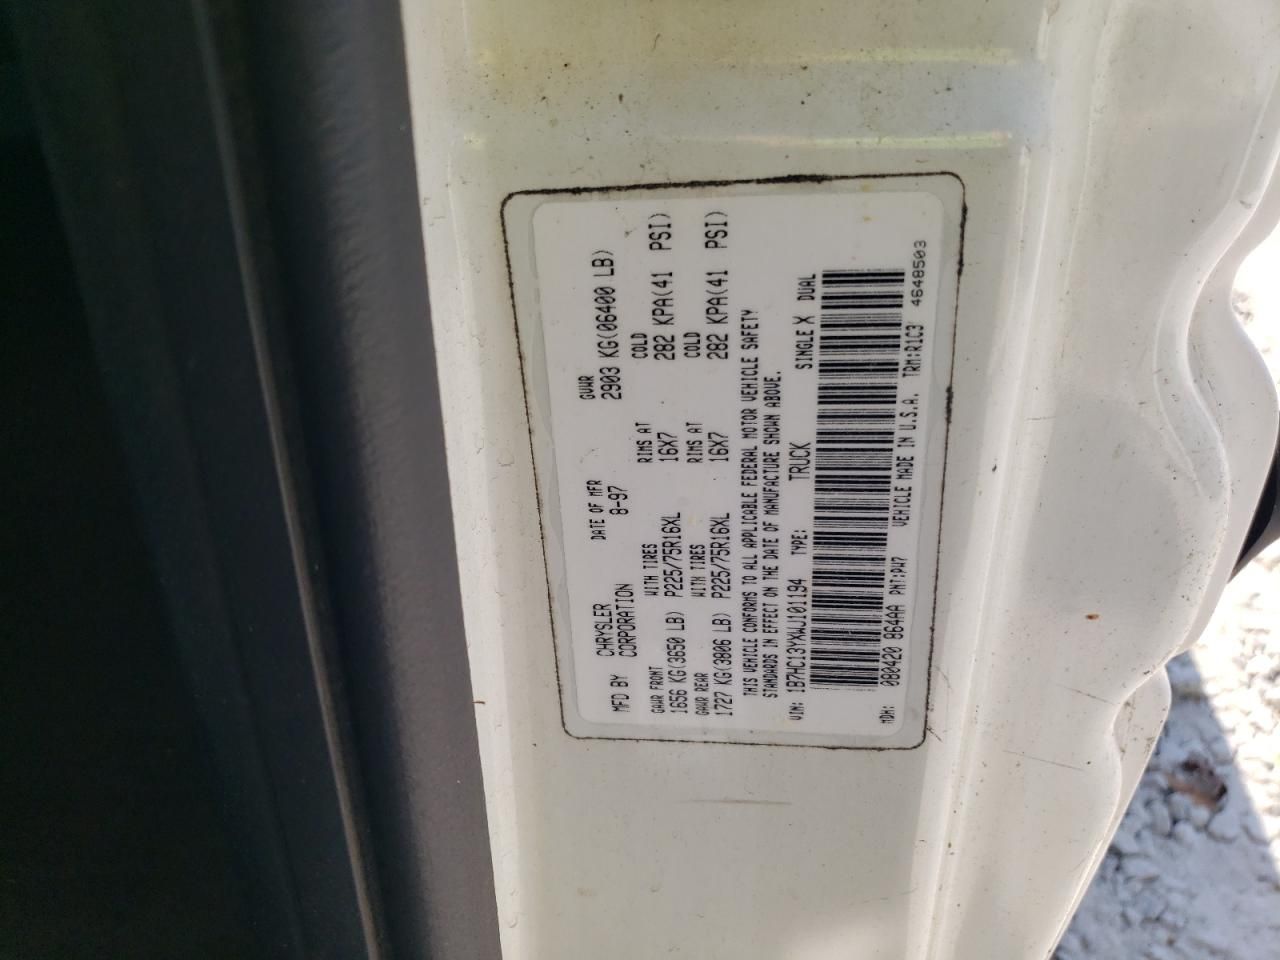 MFD BY CHRYSLER CORPORATION DATE OF MFR 8-97 GVWR 2903 KG(06400 LB)
GAWR FRONT WITH TIRES RIMS AT COLD
1656 KG(3650 LB) P225/75R16XL 16X7 282 KPA(41 PSI)
GAWR REAR WITH TIRES RIMS AT COLD
1727 KG(3806 LB) P225/75R16XL 16X7 282 KPA(41 PSI)
THIS VEHICLE CONFORMS TO ALL APPLICABLE FEDERAL MOTOR VEHICLE SAFETY
STANDARDS IN EFFECT ON THE DATE OF MANUFACTURE SHOWN ABOVE.
VIN: 1B7HC13YXWJ101194 TYPE: TRUCK SINGLE X DUAL
MDH: 080420 864AA PNT:PW7 VEHICLE MADE IN U.S.A. TRM:R1C3 4648503